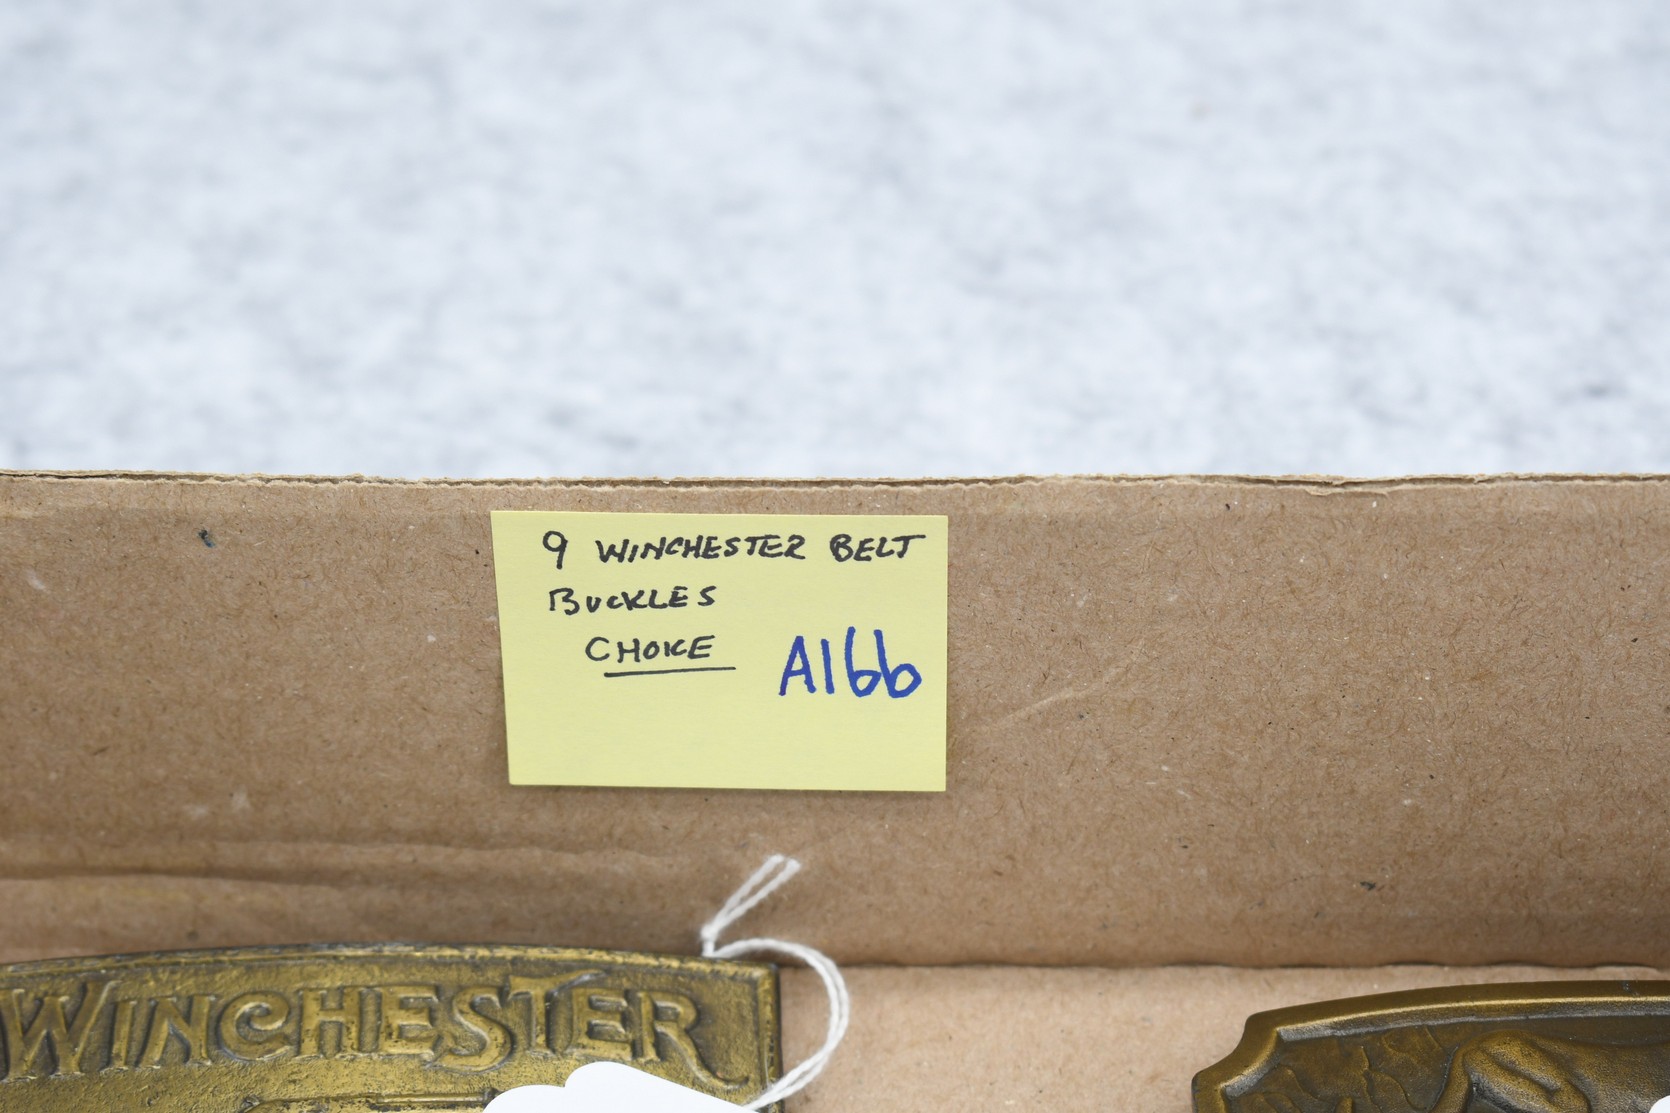 9 WINCHESTER BELT
BUCKLES
CHOICE A166
WINCHESTER